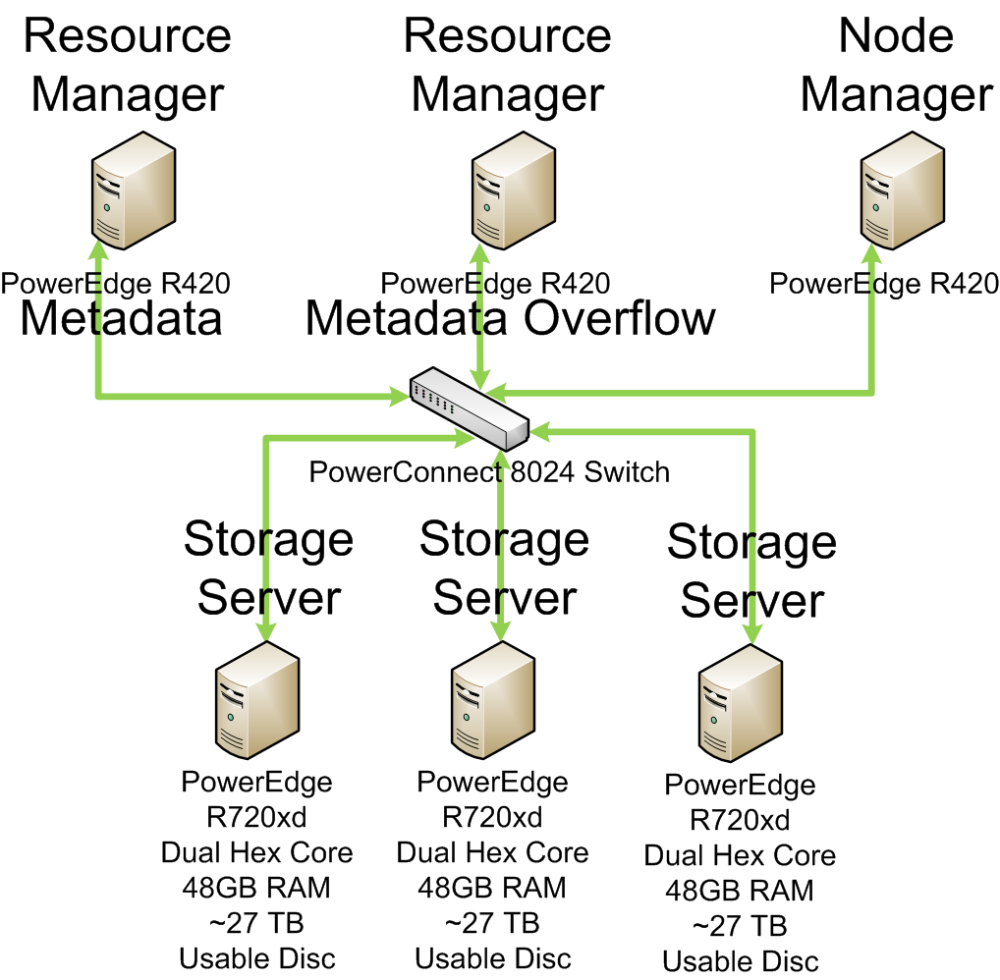 Resource
Manager
Resource
Manager
Node
Manager
PowerEdge R420
Metadata
PowerEdge R420
Metadata Overflow
PowerEdge R420
PowerConnect 8024 Switch
Storage
Server
Storage
Server
Storage
Server
PowerEdge
R720xd
Dual Hex Core
48GB RAM
~27 TB
Usable Disc
PowerEdge
R720xd
Dual Hex Core
48GB RAM
~27 TB
Usable Disc
PowerEdge
R720xd
Dual Hex Core
48GB RAM
~27 TB
Usable Disc